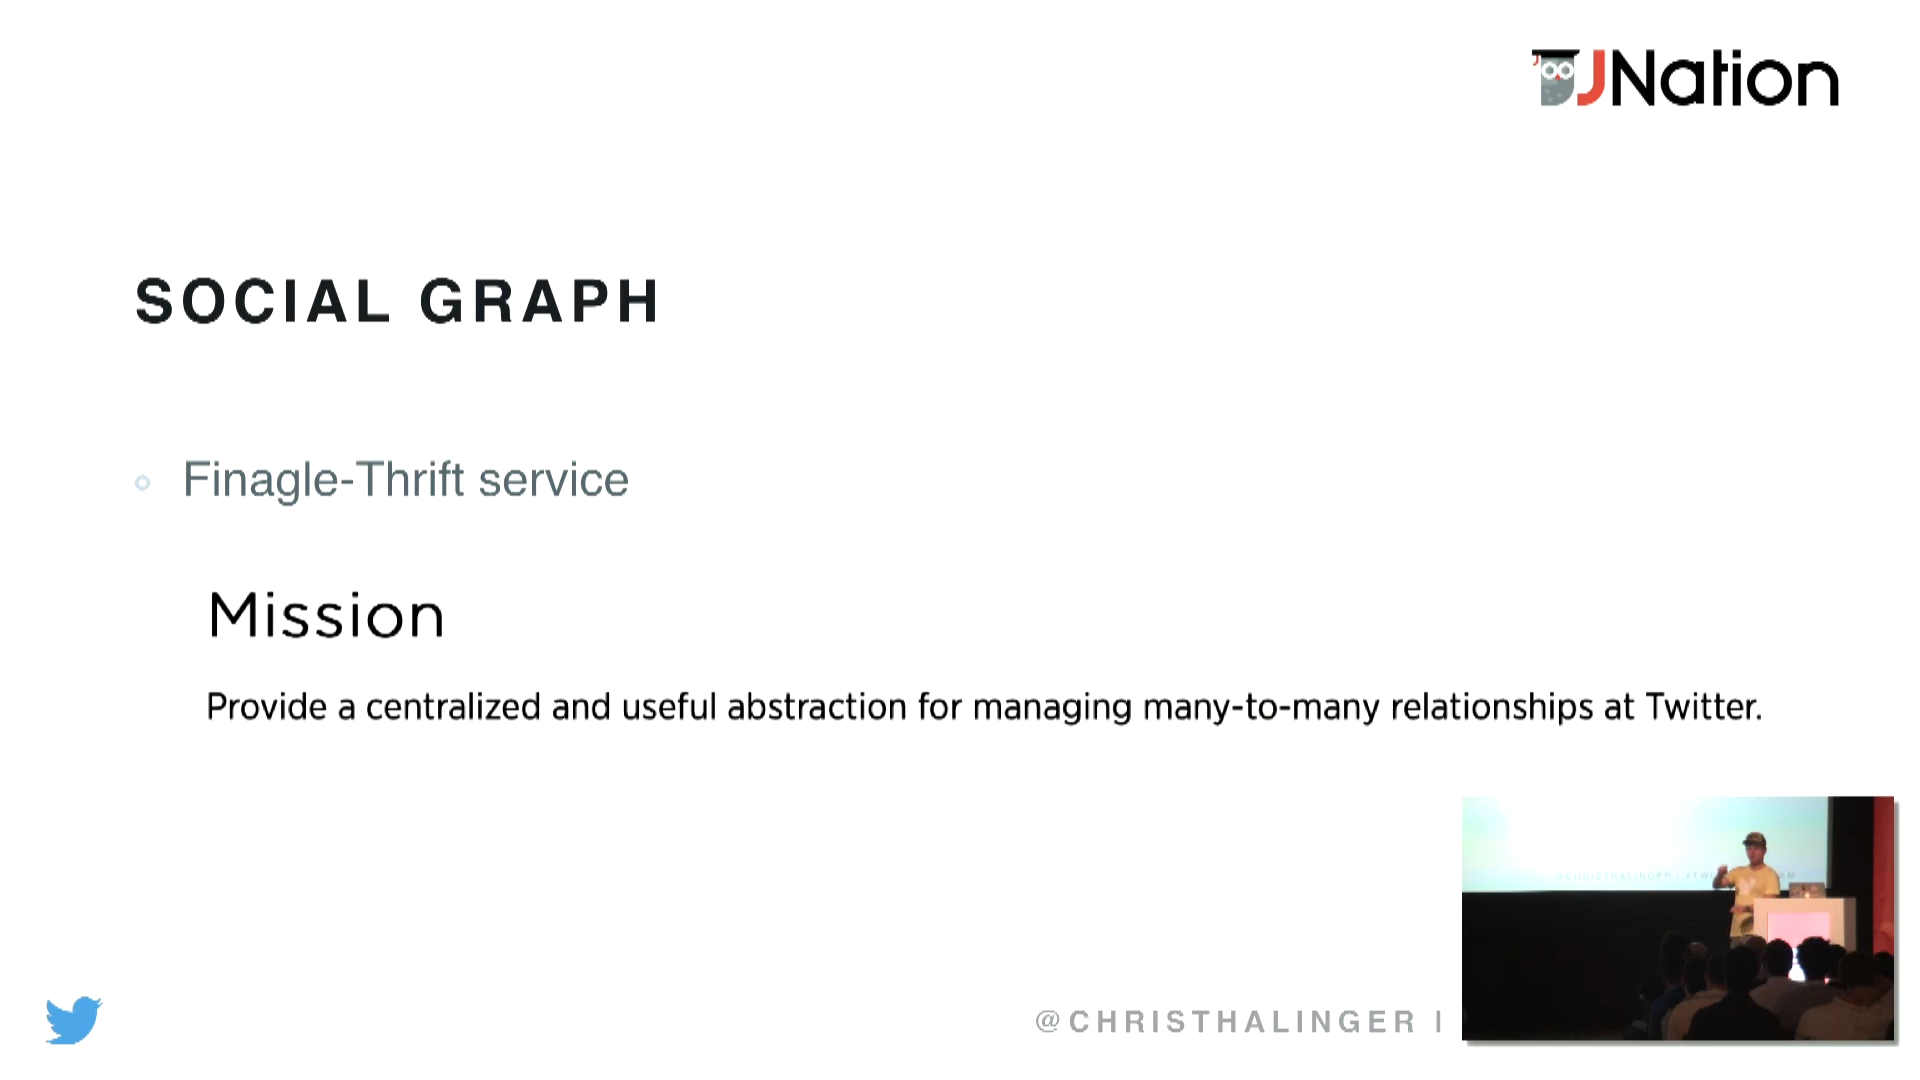 JNation
SOCIAL GRAPH
Finagle-Thrift service
Mission
Provide a centralized and useful abstraction for managing many-to-many relationships at Twitter.
@CHRISTHALINGER |